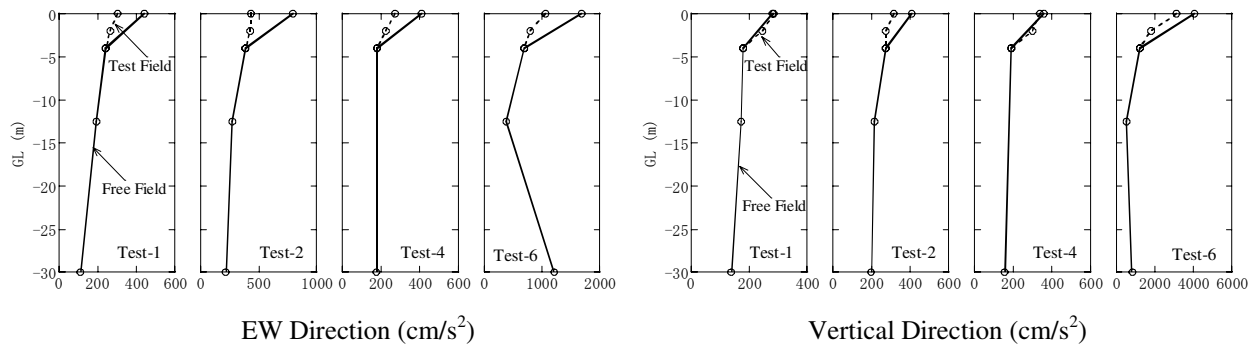 GL (m)
0
−5
−10
−15
−20
−25
−30
Test Field
Free Field
Test-1
0 200 400 600
Test-2
0 500 1000
Test-4
0 200 400 600
Test-6
0 1000 2000
EW Direction (cm/s²)
GL (m)
0
−5
−10
−15
−20
−25
−30
Test Field
Free Field
Test-1
0 200 400
Test-2
0 200 400 600
Test-4
0 200 400 600
Test-6
0 2000 4000 6000
Vertical Direction (cm/s²)